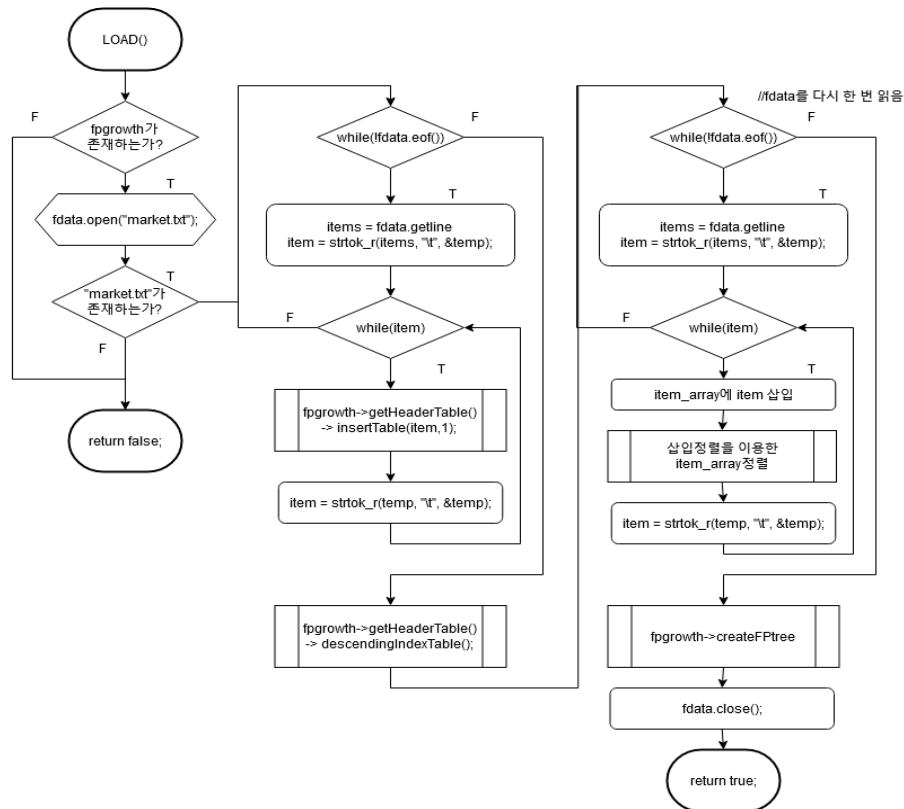 LOAD()
F
fpgrowth가
존재하는가?
T
fdata.open("market.txt");
T
"market.txt"가
존재하는가?
F
return false;
while(!fdata.eof())
F
T
items = fdata.getline
item = strtok_r(items, "\t", &temp);
F
while(item)
T
fpgrowth->getHeaderTable()
-> insertTable(item,1);
item = strtok_r(temp, "\t", &temp);
fpgrowth->getHeaderTable()
-> descendingIndexTable();
//fdata를 다시 한 번 읽음
while(!fdata.eof())
F
T
items = fdata.getline
item = strtok_r(items, "\t", &temp);
F
while(item)
T
item_array에 item 삽입
삽입정렬을 이용한
item_array정렬
item = strtok_r(temp, "\t", &temp);
fpgrowth->createFPtree
fdata.close();
return true;